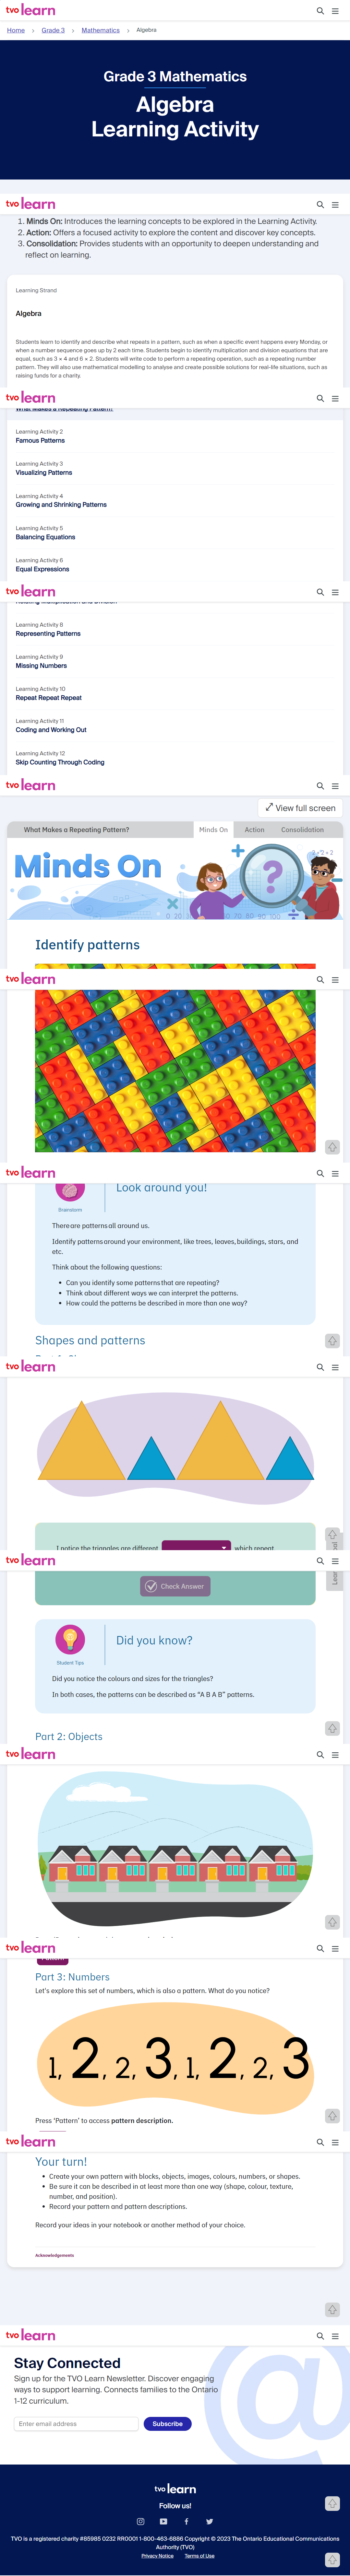 tvo learn
Home > Grade 3 > Mathematics > Algebra
Grade 3 Mathematics
Algebra
Learning Activity
tvo learn
1. Minds On: Introduces the learning concepts to be explored in the Learning Activity.
2. Action: Offers a focused activity to explore the content and discover key concepts.
3. Consolidation: Provides students with an opportunity to deepen understanding and
reflect on learning.
Learning Strand
Algebra
Students learn to identify and describe what repeats in a pattern, such as when a specific event happens every Monday, or
when a number sequence goes up by 2 each time. Students begin to identify multiplication and division equations that are
equal, such as 3 × 4 and 6 × 2. Students will write code to perform a repeating operation, such as a repeating number
pattern. They will also use mathematical modelling to analyse and create possible solutions for real-life situations, such as
raising funds for a charity.
tvo learn
What Makes a Repeating Pattern?
Learning Activity 2
Famous Patterns
Learning Activity 3
Visualizing Patterns
Learning Activity 4
Growing and Shrinking Patterns
Learning Activity 5
Balancing Equations
Learning Activity 6
Equal Expressions
tvo learn
Learning Activity 8
Representing Patterns
Learning Activity 9
Missing Numbers
Learning Activity 10
Repeat Repeat Repeat
Learning Activity 11
Coding and Working Out
Learning Activity 12
Skip Counting Through Coding
tvo learn
View full screen
What Makes a Repeating Pattern? Minds On Action Consolidation
Minds On
Identify patterns
tvo learn
tvo learn
Look around you!
Brainstorm
There are patterns all around us.
Identify patterns around your environment, like trees, leaves, buildings, stars, and
etc.
Think about the following questions:
• Can you identify some patterns that are repeating?
• Think about different ways we can interpret the patterns.
• How could the patterns be described in more than one way?
Shapes and patterns
tvo learn
I notice the triangles are different which repeat.
tvo learn
Check Answer
Did you know?
Student Tips
Did you notice the colours and sizes for the triangles?
In both cases, the patterns can be described as “A B A B” patterns.
Part 2: Objects
tvo learn
tvo learn
Part 3: Numbers
Let’s explore this set of numbers, which is also a pattern. What do you notice?
1, 2, 2, 3, 1, 2, 2, 3
Press ‘Pattern’ to access pattern description.
tvo learn
Your turn!
• Create your own pattern with blocks, objects, images, colours, numbers, or shapes.
• Be sure it can be described in at least more than one way (shape, colour, texture,
number, and position).
• Record your pattern and pattern descriptions.
Record your ideas in your notebook or another method of your choice.
Acknowledgements
tvo learn
Stay Connected
Sign up for the TVO Learn Newsletter. Discover engaging
ways to support learning. Connects families to the Ontario
1-12 curriculum.
Enter email address Subscribe
@
tvo learn
Follow us!
TVO is a registered charity #85985 0232 RR0001 1-800-463-6886 Copyright © 2023 The Ontario Educational Communications
Authority (TVO)
Privacy Notice Terms of Use